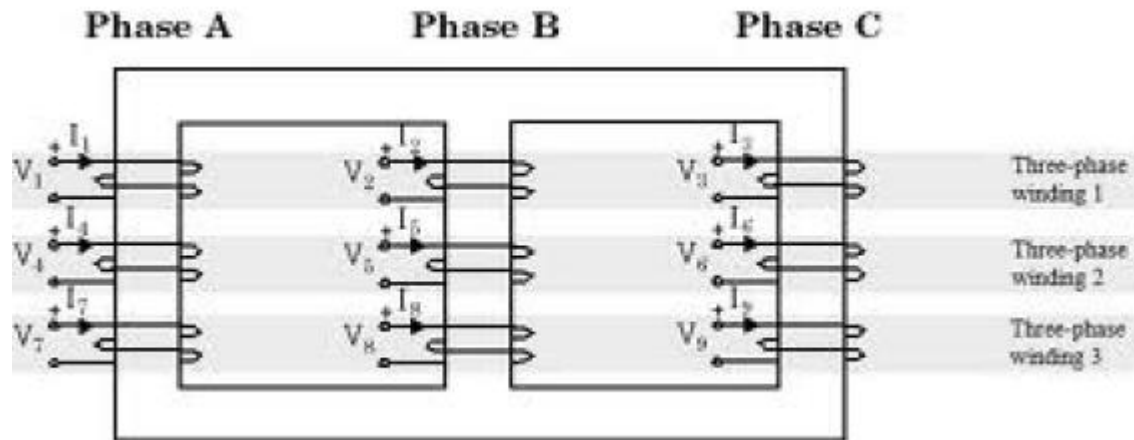 Phase A Phase B Phase C
+ I₁ + I₂ + I₃
V₁ V₂ V₃
Three-phase
winding 1
+ I₄ + I₅ + I₆
V₄ V₅ V₆
Three-phase
winding 2
+ I₇ + I₈ + I₉
V₇ V₈ V₉
Three-phase
winding 3